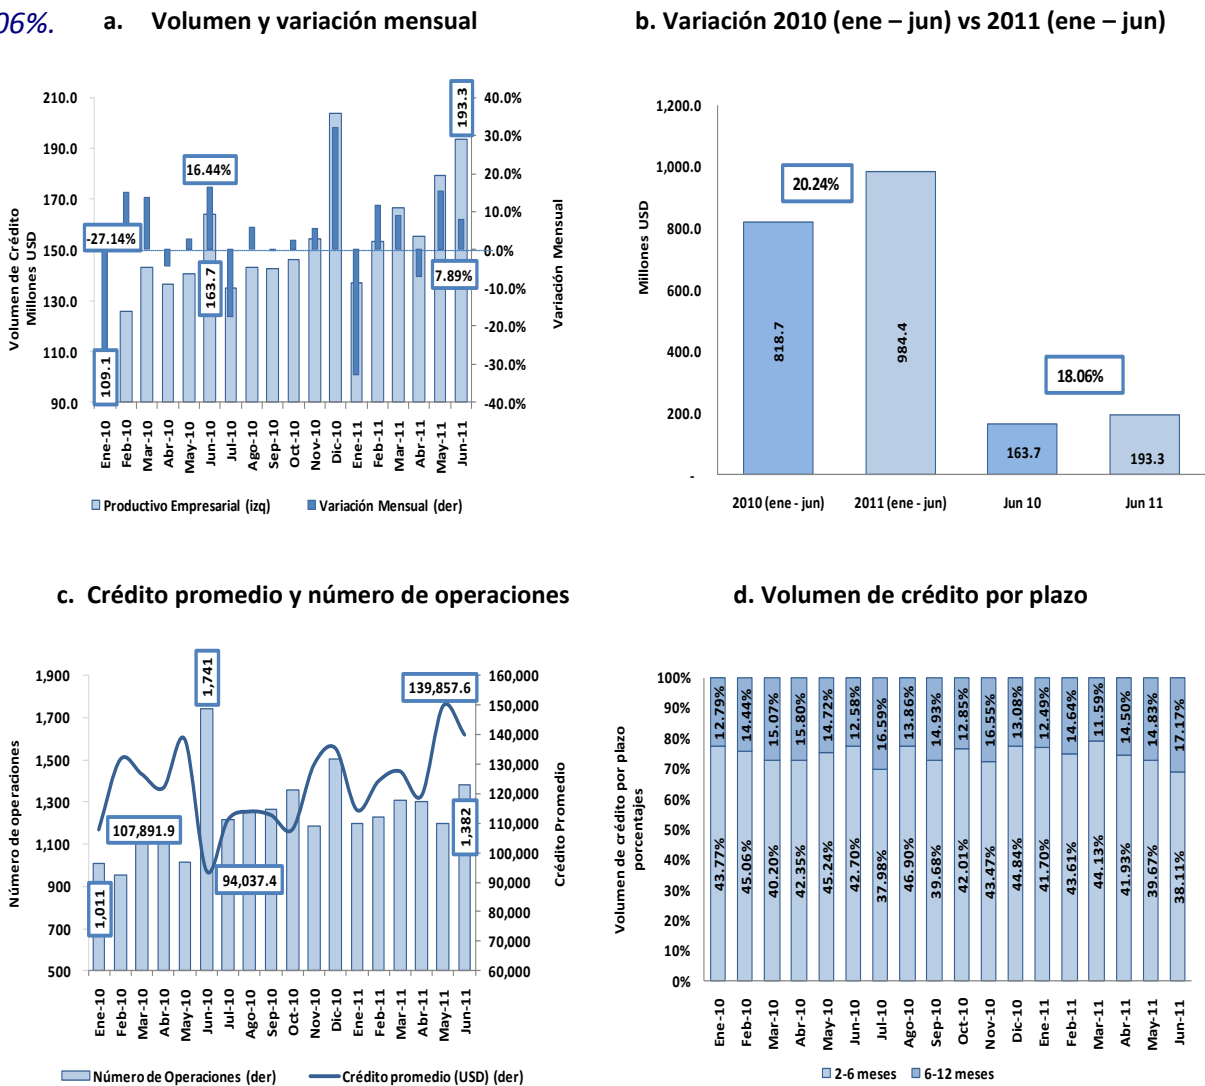 06%.
a. Volumen y variación mensual
b. Variación 2010 (ene – jun) vs 2011 (ene – jun)
Volumen de Crédito
Millones USD
210.0
190.0
170.0
150.0
130.0
110.0
90.0
40.0%
30.0%
20.0%
10.0%
0.0%
-10.0%
-20.0%
-30.0%
-40.0%
Variación Mensual
-27.14%
109.1
16.44%
163.7
193.3
7.89%
Ene-10
Feb-10
Mar-10
Abr-10
May-10
Jun-10
Jul-10
Ago-10
Sep-10
Oct-10
Nov-10
Dic-10
Ene-11
Feb-11
Mar-11
Abr-11
May-11
Jun-11
Productivo Empresarial (izq)
Variación Mensual (der)
Millones USD
1,200.0
1,000.0
800.0
600.0
400.0
200.0
-
20.24%
18.06%
818.7
984.4
163.7
193.3
2010 (ene - jun)
2011 (ene - jun)
Jun 10
Jun 11
c. Crédito promedio y número de operaciones
d. Volumen de crédito por plazo
Número de operaciones
1,900
1,700
1,500
1,300
1,100
900
700
500
160,000
150,000
140,000
130,000
120,000
110,000
100,000
90,000
80,000
70,000
60,000
Crédito Promedio
1,011
107,891.9
1,741
94,037.4
139,857.6
1,382
Ene-10
Feb-10
Mar-10
Abr-10
May-10
Jun-10
Jul-10
Ago-10
Sep-10
Oct-10
Nov-10
Dic-10
Ene-11
Feb-11
Mar-11
Abr-11
May-11
Jun-11
Número de Operaciones (der)
Crédito promedio (USD) (der)
Volumen de crédito por plazo
porcentajes
100%
90%
80%
70%
60%
50%
40%
30%
20%
10%
0%
12.79%
14.44%
15.07%
15.80%
14.72%
12.58%
16.59%
13.86%
14.93%
12.85%
16.55%
13.08%
12.49%
14.64%
11.59%
14.50%
14.83%
17.17%
43.77%
45.06%
40.20%
42.35%
45.24%
42.70%
37.98%
46.90%
39.68%
42.01%
43.47%
44.84%
41.70%
43.61%
44.13%
41.93%
39.67%
38.11%
Ene-10
Feb-10
Mar-10
Abr-10
May-10
Jun-10
Jul-10
Ago-10
Sep-10
Oct-10
Nov-10
Dic-10
Ene-11
Feb-11
Mar-11
Abr-11
May-11
Jun-11
2-6 meses
6-12 meses